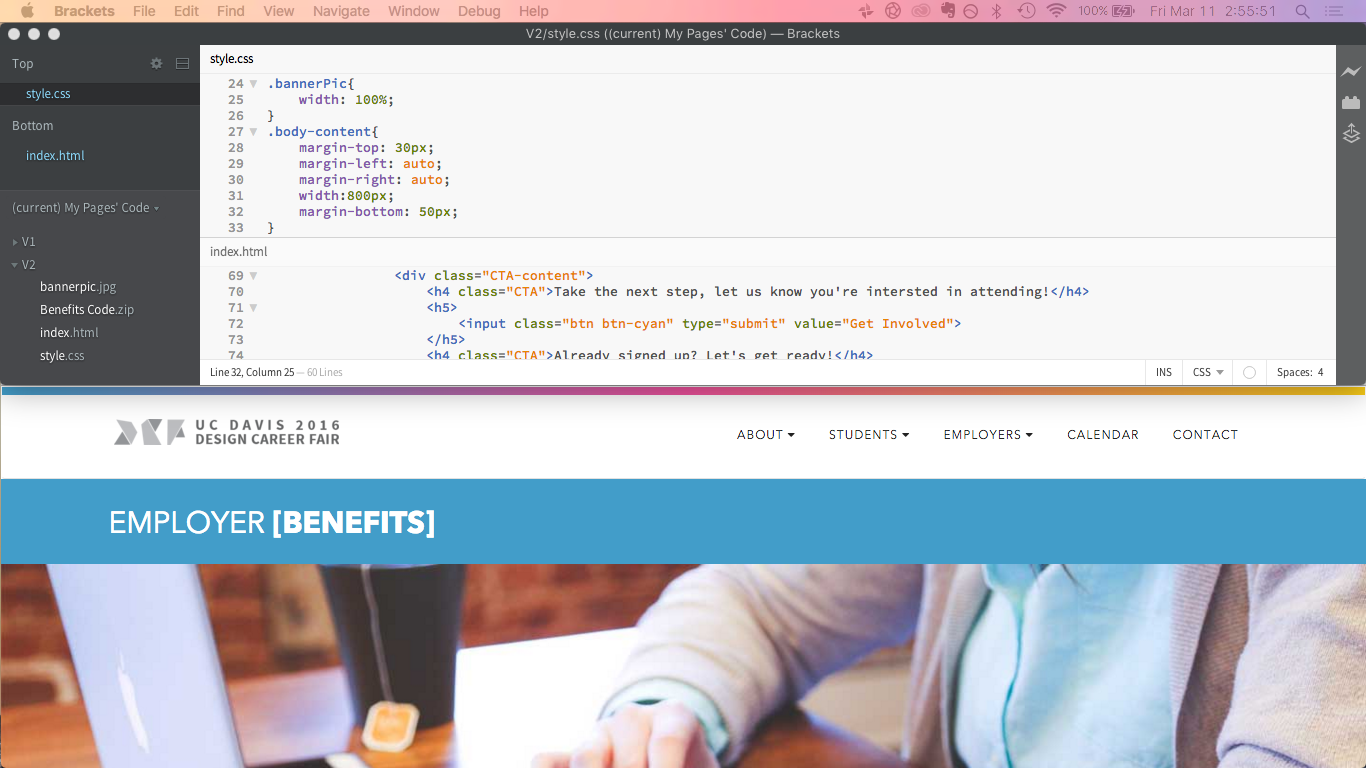 Brackets File Edit Find View Navigate Window Debug Help 100% Fri Mar 11 2:55:51
V2/style.css ((current) My Pages' Code) — Brackets
Top
style.css
Bottom
index.html
(current) My Pages' Code
V1
V2
bannerpic.jpg
Benefits Code.zip
index.html
style.css
style.css
24 .bannerPic{
25 width: 100%;
26 }
27 .body-content{
28 margin-top: 30px;
29 margin-left: auto;
30 margin-right: auto;
31 width:800px;
32 margin-bottom: 50px;
33 }
index.html
69 <div class="CTA-content">
70 <h4 class="CTA">Take the next step, let us know you're intersted in attending!</h4>
71 <h5>
72 <input class="btn btn-cyan" type="submit" value="Get Involved">
73 </h5>
74 <h4 class="CTA">Already signed up? Let's get ready!</h4>
Line 32, Column 25 — 60 Lines INS CSS Spaces: 4
UC DAVIS 2016
DESIGN CAREER FAIR
ABOUT STUDENTS EMPLOYERS CALENDAR CONTACT
EMPLOYER [BENEFITS]